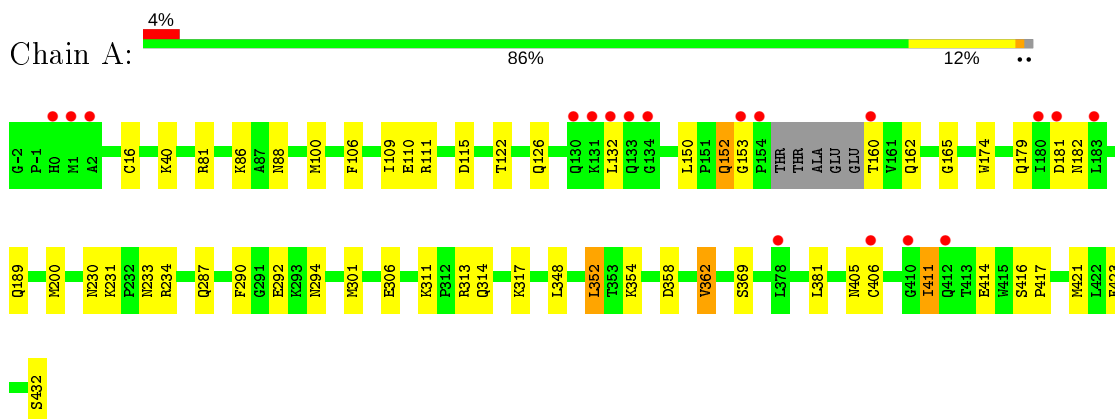 4%
Chain A:
86% 12% ••
G-2 P-1 H0 M1 A2 C16 K40 R81 K86 A87 N88 M100 F106 I109 E110 R111 D115 T122 Q126 Q130 K131 L132 Q133 G134 L150 P151 Q152 G153 P154 THR THR ALA GLU GLU T160 V161 Q162 G165 W174 Q179 I180 D181 N182 L183
Q189 M200 N230 K231 P232 N233 R234 Q287 F290 G291 E292 K293 N294 M301 E306 K311 P312 R313 Q314 K317 L348 L352 T353 K354 D358 V362 S369 L378 L381 N405 C406 G410 I411 Q412 T413 E414 W415 S416 P417 M421 L422
S432